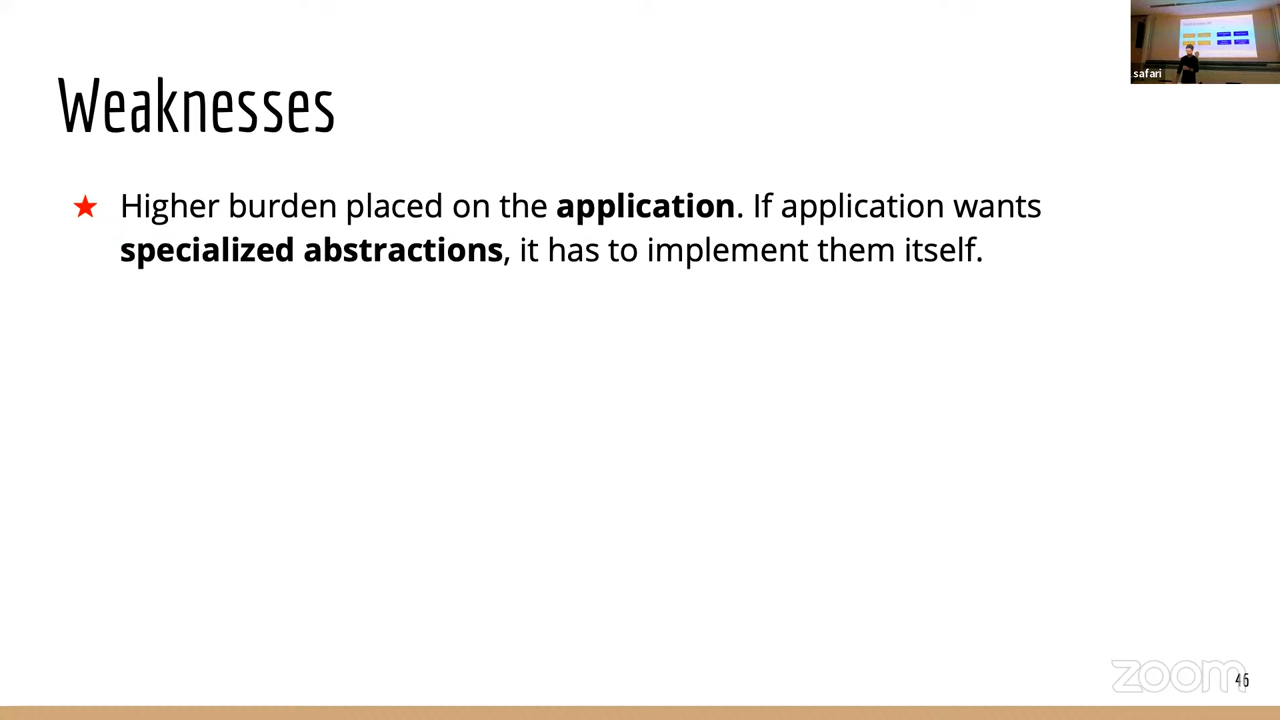 safari
Weaknesses
★ Higher burden placed on the application. If application wants
specialized abstractions, it has to implement them itself.
zoom
46